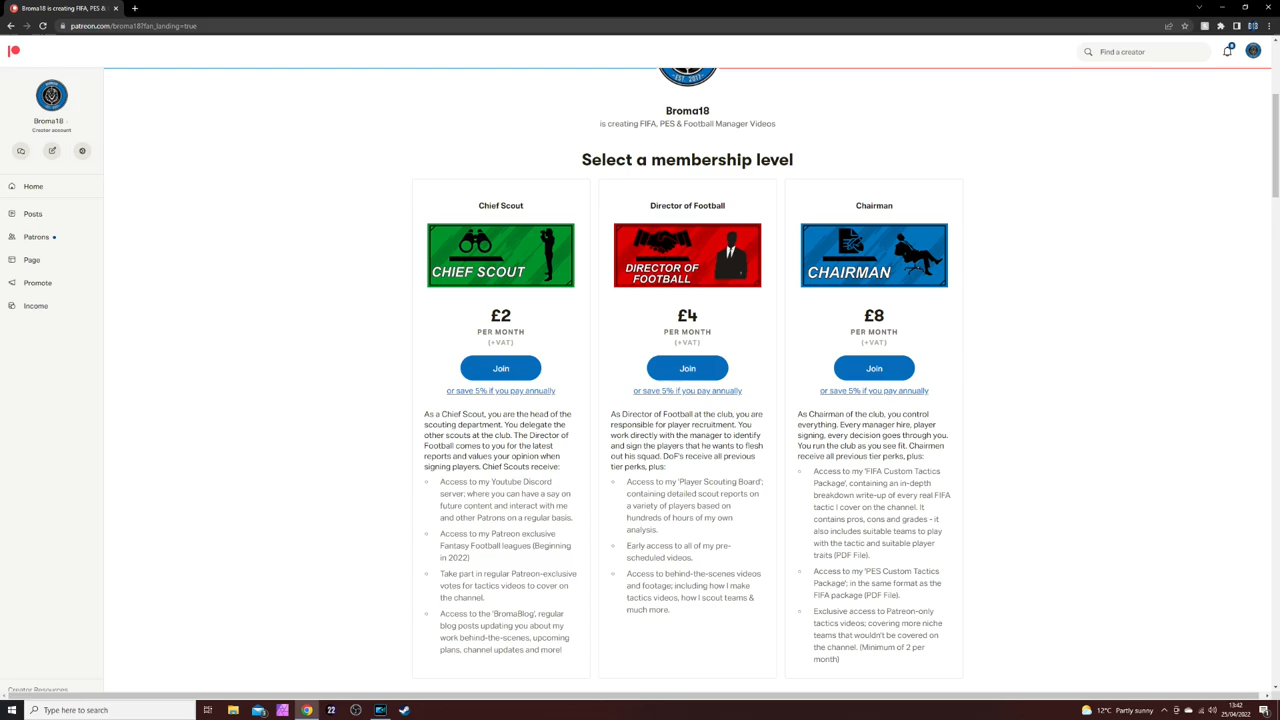 Broma18 is creating FIFA, PES &
patreon.com/broma18?fan_landing=true
Find a creator
EST 2017
Broma18
Creator account
Home
Posts
Patrons
Page
Promote
Income
Creator Resources
Broma18
is creating FIFA, PES & Football Manager Videos
Select a membership level
Chief Scout
CHIEF SCOUT
£2
PER MONTH
(+VAT)
Join
or save 5% if you pay annually
As a Chief Scout, you are the head of the
scouting department. You delegate the
other scouts at the club. The Director of
Football comes to you for the latest
reports and values your opinion when
signing players. Chief Scouts receive:
Access to my Youtube Discord
server; where you can have a say on
future content and interact with me
and other Patrons on a regular basis.
Access to my Patreon exclusive
Fantasy Football leagues (Beginning
in 2022)
Take part in regular Patreon-exclusive
votes for tactics videos to cover on
the channel.
Access to the 'BromaBlog', regular
blog posts updating you about my
work behind-the-scenes, upcoming
plans, channel updates and more!
Director of Football
DIRECTOR OF
FOOTBALL
£4
PER MONTH
(+VAT)
Join
or save 5% if you pay annually
As Director of Football at the club, you are
responsible for player recruitment. You
work directly with the manager to identify
and sign the players that he wants to flesh
out his squad. DoF's receive all previous
tier perks, plus:
Access to my 'Player Scouting Board';
containing detailed scout reports on
a variety of players based on
hundreds of hours of my own
analysis.
Early access to all of my pre-
scheduled videos.
Access to behind-the-scenes videos
and footage; including how I make
tactics videos, how I scout teams &
much more.
Chairman
CHAIRMAN
£8
PER MONTH
(+VAT)
Join
or save 5% if you pay annually
As Chairman of the club, you control
everything. Every manager hire, player
signing, every decision goes through you.
You run the club as you see fit. Chairmen
receive all previous tier perks, plus:
Access to my 'FIFA Custom Tactics
Package', containing an in-depth
breakdown write-up of every real FIFA
tactic I cover on the channel. It
contains pros, cons and grades - it
also includes suitable teams to play
with the tactic and suitable player
traits (PDF File).
Access to my 'PES Custom Tactics
Package'; in the same format as the
FIFA package (PDF File).
Exclusive access to Patreon-only
tactics videos; covering more niche
teams that wouldn't be covered on
the channel. (Minimum of 2 per
month)
Type here to search
22
12°C Partly sunny
13:42
25/04/2022